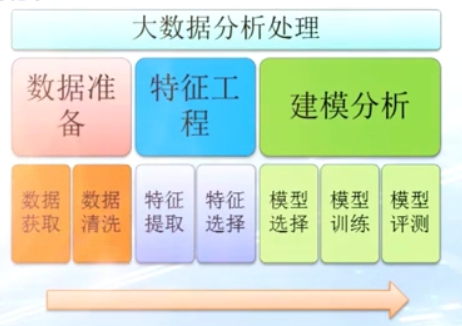 大数据分析处理
数据准
备
特征工
程
建模分析
数据
获取
数据
清洗
特征
提取
特征
选择
模型
选择
模型
训练
模型
评测